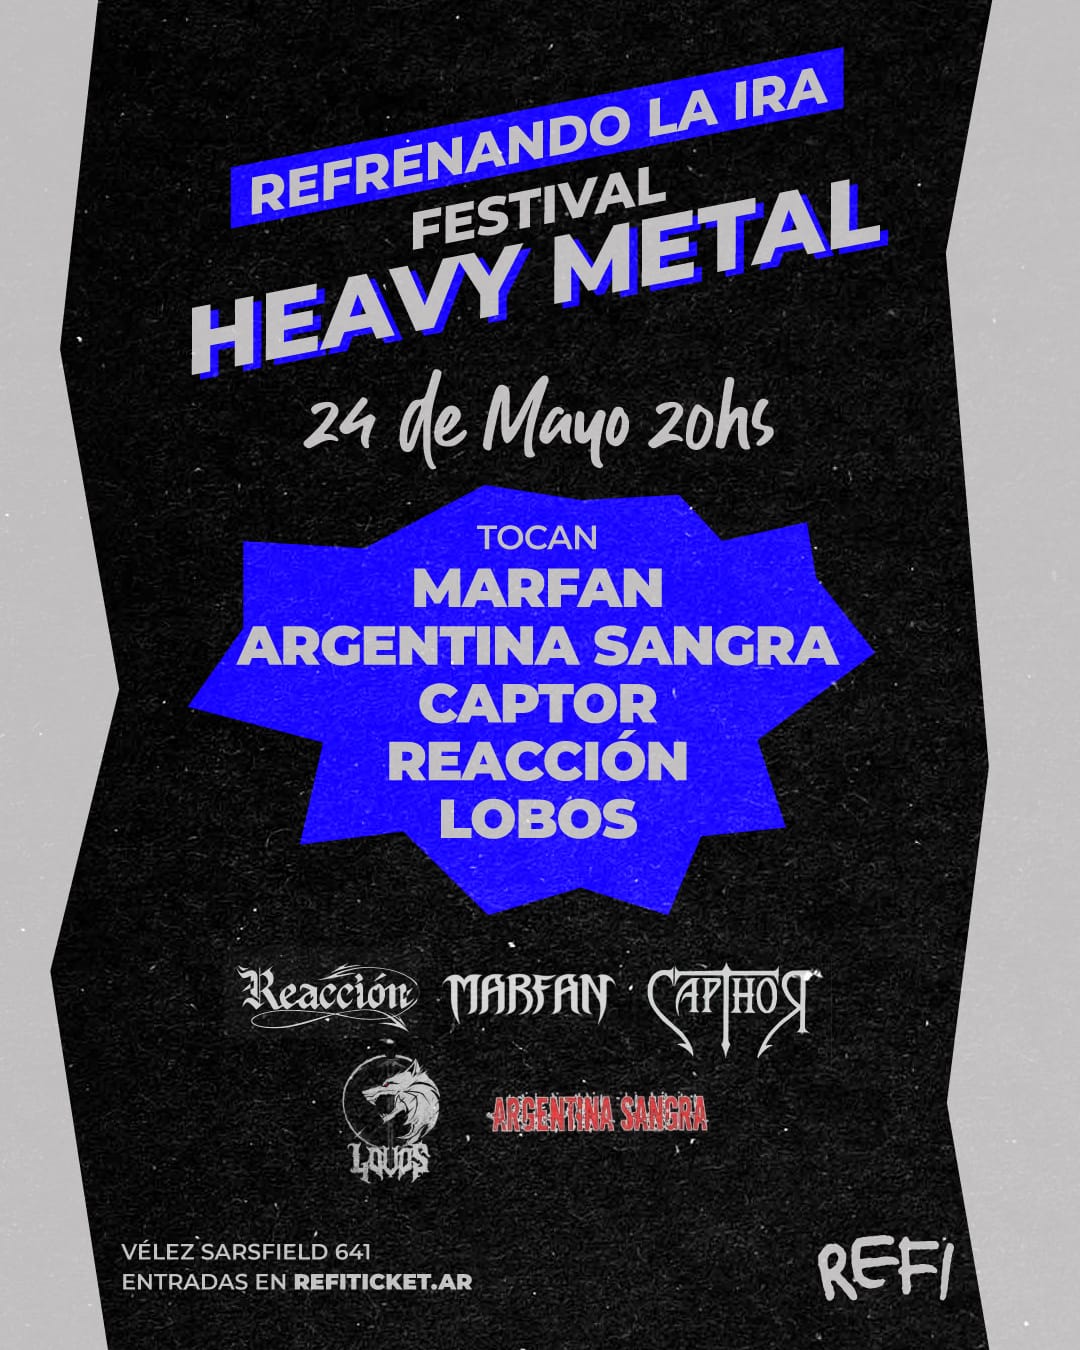 REFRENANDO LA IRA
FESTIVAL
HEAVY METAL
24 de Mayo 20hs
TOCAN
MARFAN
ARGENTINA SANGRA
CAPTOR
REACCIÓN
LOBOS
Reacción MARFAN CAPTHOR
LOVOS ARGENTINA SANGRA
VÉLEZ SARSFIELD 641
ENTRADAS EN REFITICKET.AR
REFI